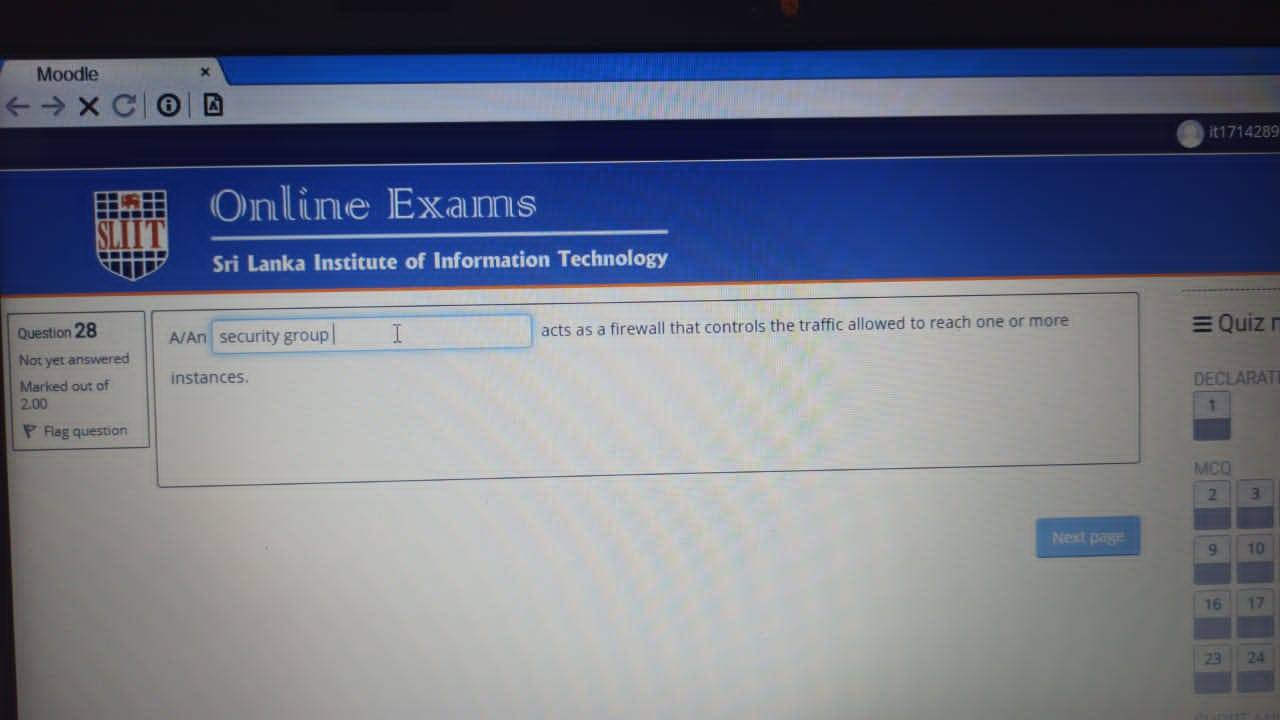 Moodle
it1714289
SLIIT
Online Exams
Sri Lanka Institute of Information Technology
Question 28
Not yet answered
Marked out of
2.00
Flag question
A/An security group acts as a firewall that controls the traffic allowed to reach one or more
instances.
Next page
Quiz
DECLARAT
1
MCQ
2 3
9 10
16 17
23 24